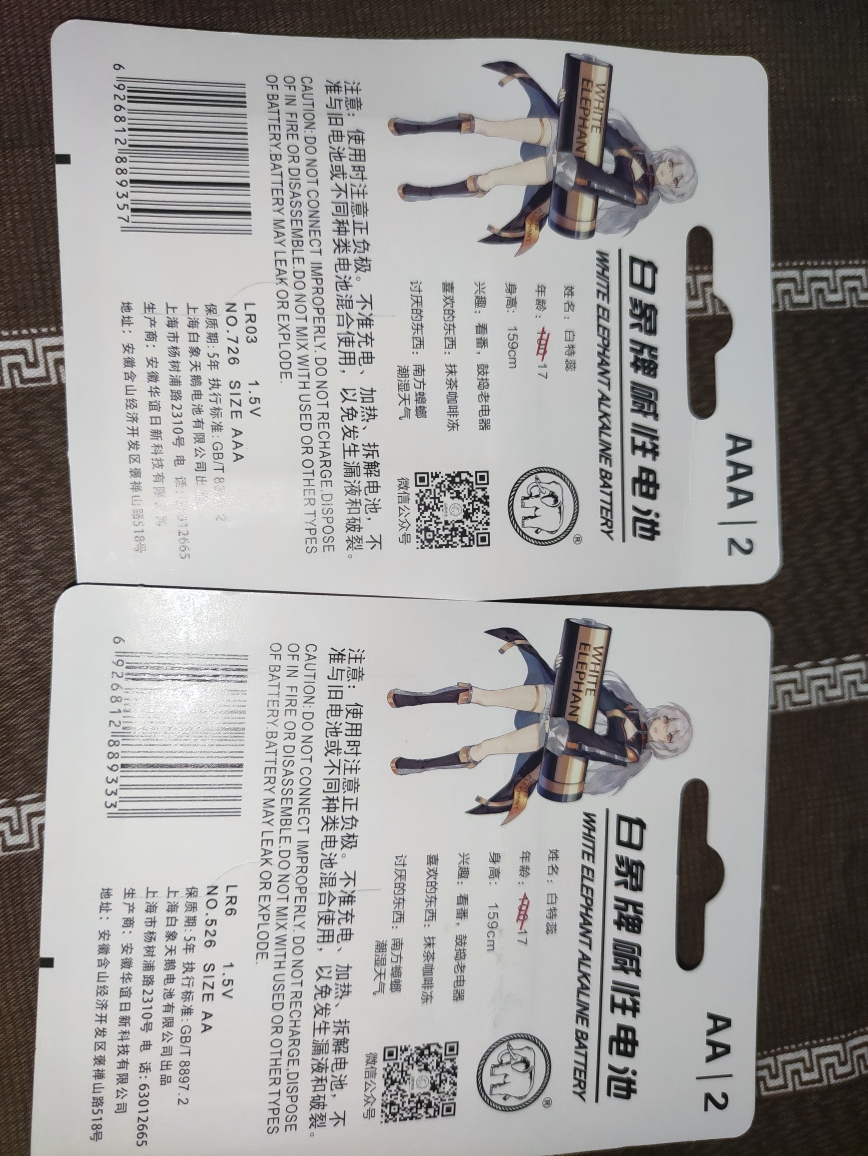 AAA | 2
白象牌碱性电池
WHITE ELEPHANT ALKALINE BATTERY
®
WHITE
ELEPHANT
姓名：白特蕊
年龄：100 17
身高：159cm
兴趣：看番，鼓捣老电器
喜欢的东西：抹茶咖啡冻
讨厌的东西：南方蟑螂
潮湿天气
微信公众号
注意：使用时注意正负极。不准充电、加热、拆解电池，不
准与旧电池或不同种类电池混合使用，以免发生漏液和破裂。
CAUTION:DO NOT CONNECT IMPROPERLY. DO NOT RECHARGE.DISPOSE
OF IN FIRE OR DISASSEMBLE.DO NOT MIX WITH USED OR OTHER TYPES
OF BATTERY.BATTERY MAY LEAK OR EXPLODE.
LR03 1.5V
NO.726 SIZE AAA
保质期:5年 执行标准:GB/T
上海白象天鹅电池有限公司出
上海市杨树浦路2310号 电 话:
生产商：安徽华谊日新科技有限
地址：安徽含山经济开发区褒禅山路518号
6 926812 889357
AA | 2
白象牌碱性电池
WHITE ELEPHANT ALKALINE BATTERY
®
WHITE
ELEPHANT
姓名：白特蕊
年龄：100 17
身高：159cm
兴趣：看番，鼓捣老电器
喜欢的东西：抹茶咖啡冻
讨厌的东西：南方蟑螂
潮湿天气
微信公众号
注意：使用时注意正负极。不准充电、加热、拆解电池，不
准与旧电池或不同种类电池混合使用，以免发生漏液和破裂。
CAUTION:DO NOT CONNECT IMPROPERLY. DO NOT RECHARGE.DISPOSE
OF IN FIRE OR DISASSEMBLE.DO NOT MIX WITH USED OR OTHER TYPES
OF BATTERY.BATTERY MAY LEAK OR EXPLODE.
LR6 1.5V
NO.526 SIZE AA
保质期:5年 执行标准:GB/T 8897.2
上海白象天鹅电池有限公司出品
上海市杨树浦路2310号 电 话: 63012665
生产商：安徽华谊日新科技有限公司
地址：安徽含山经济开发区褒禅山路518号
6 926812 889333